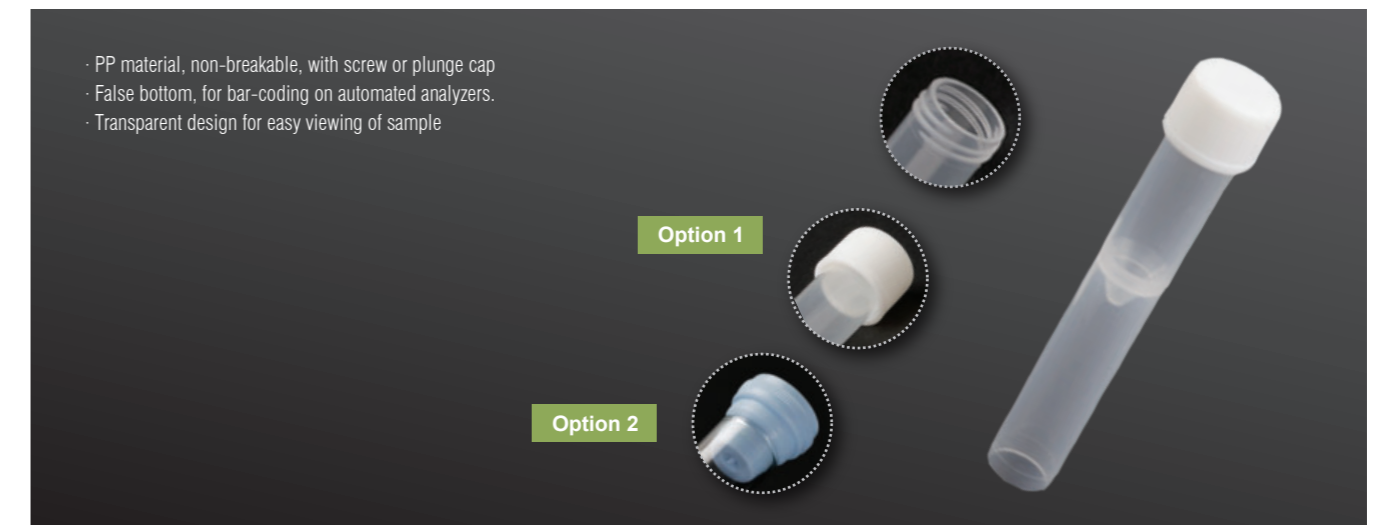 · PP material, non-breakable, with screw or plunge cap
· False bottom, for bar-coding on automated analyzers.
· Transparent design for easy viewing of sample
Option 1
Option 2